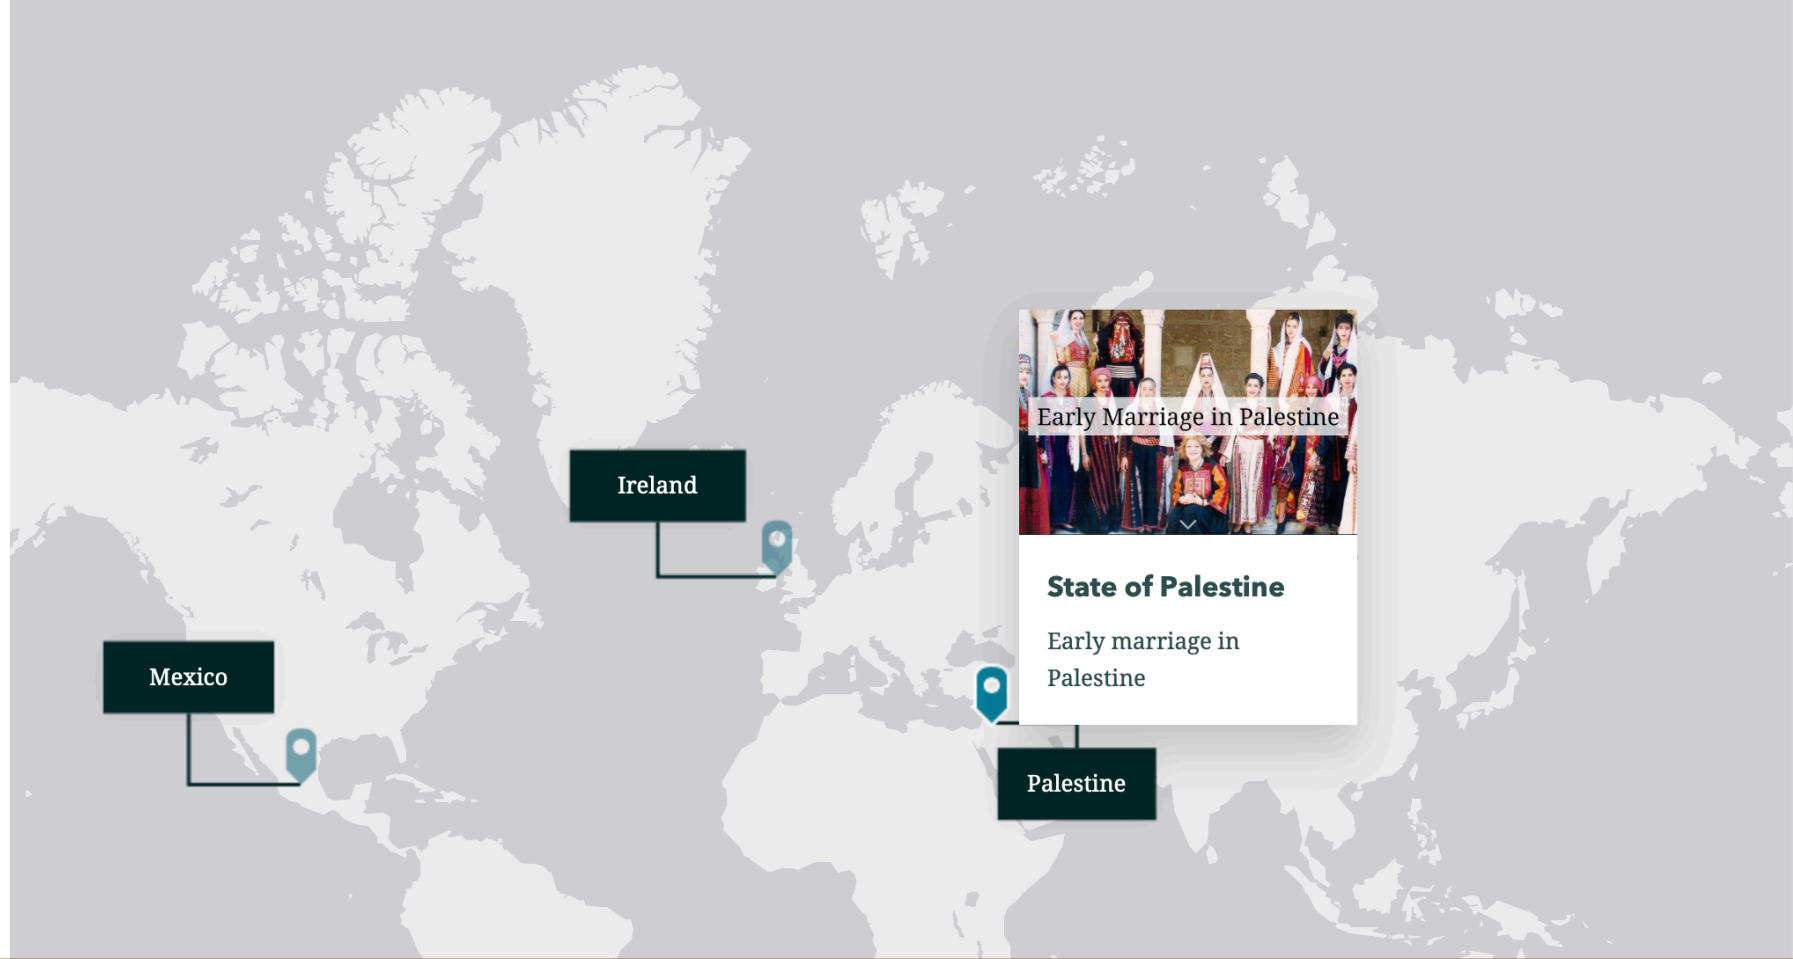 Early Marriage in Palestine
Ireland
State of Palestine
Early marriage in
Palestine
Mexico
Palestine